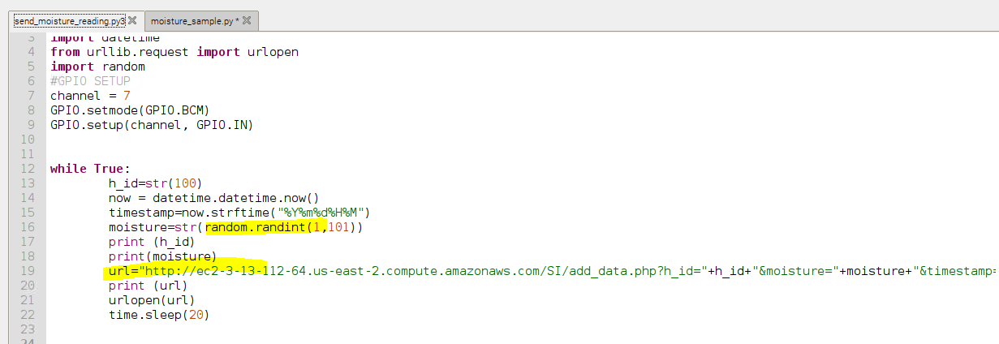 send_moisture_reading.py3 moisture_sample.py *
3 import datetime
4 from urllib.request import urlopen
5 import random
6 #GPIO SETUP
7 channel = 7
8 GPIO.setmode(GPIO.BCM)
9 GPIO.setup(channel, GPIO.IN)
10
11
12 while True:
13 h_id=str(100)
14 now = datetime.datetime.now()
15 timestamp=now.strftime("%Y%m%d%H%M")
16 moisture=str(random.randint(1,101))
17 print (h_id)
18 print(moisture)
19 url="http://ec2-3-13-112-64.us-east-2.compute.amazonaws.com/SI/add_data.php?h_id="+h_id+"&moisture="+moisture+"&timestamp=
20 print (url)
21 urlopen(url)
22 time.sleep(20)
23
24